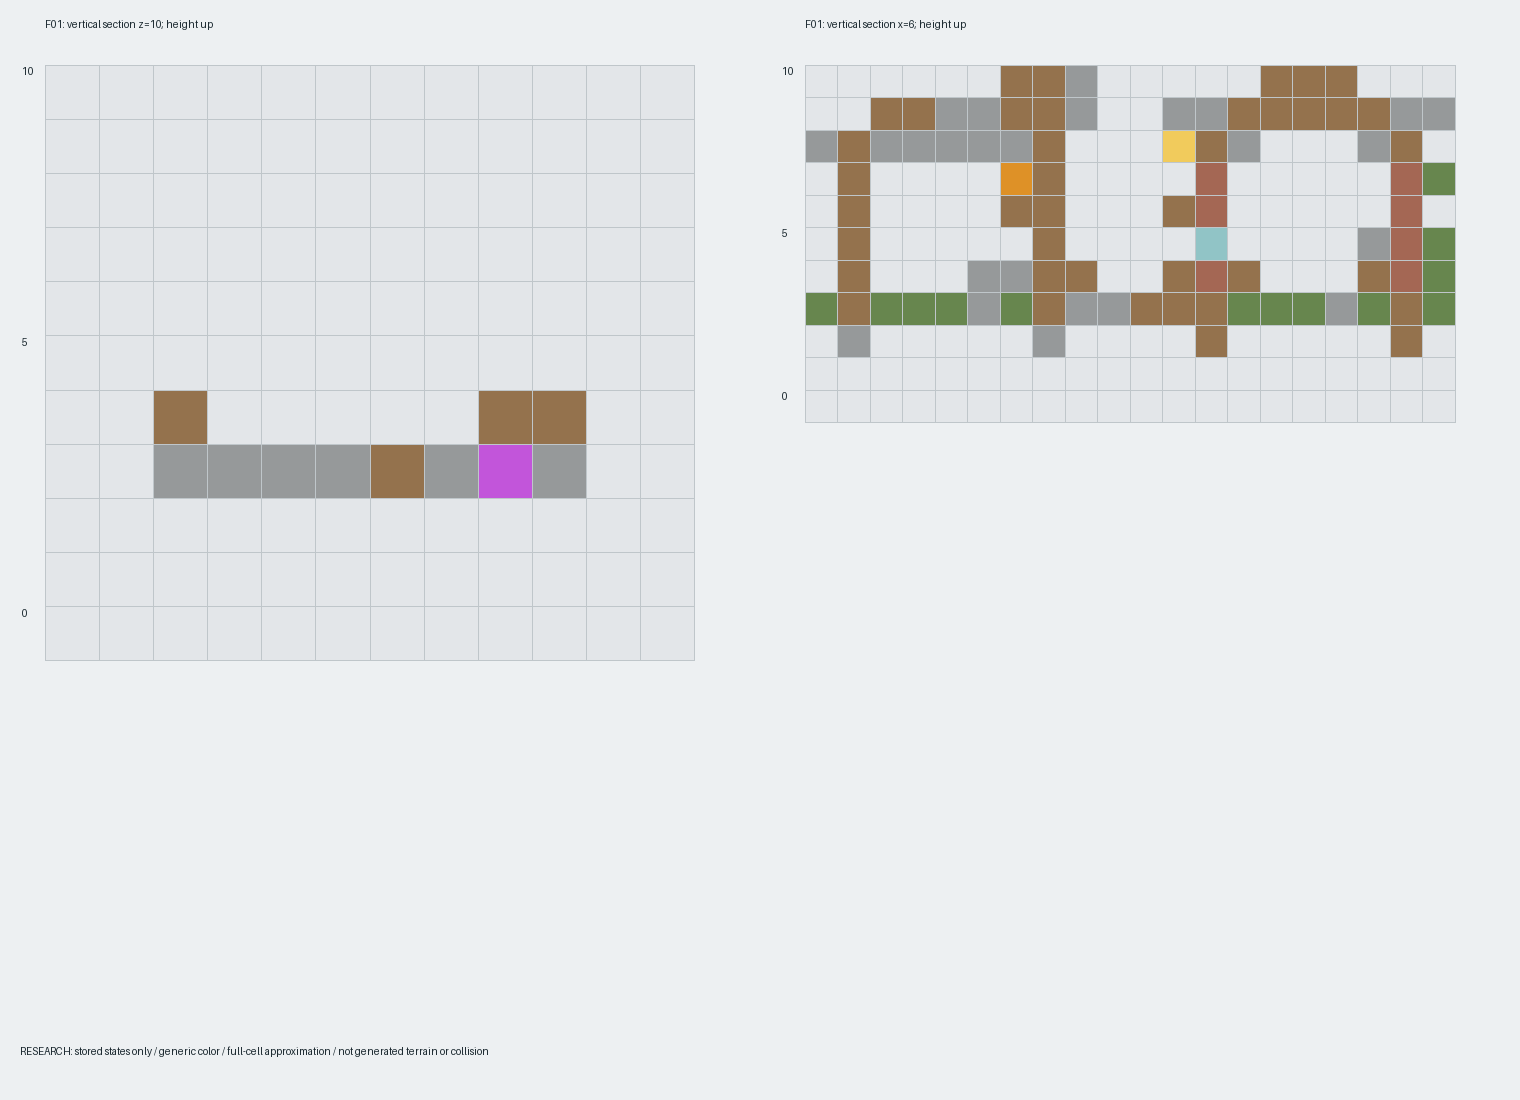 F01: vertical section z=10; height up
F01: vertical section x=6; height up
10
5
0
10
5
0
RESEARCH: stored states only / generic color / full-cell approximation / not generated terrain or collision